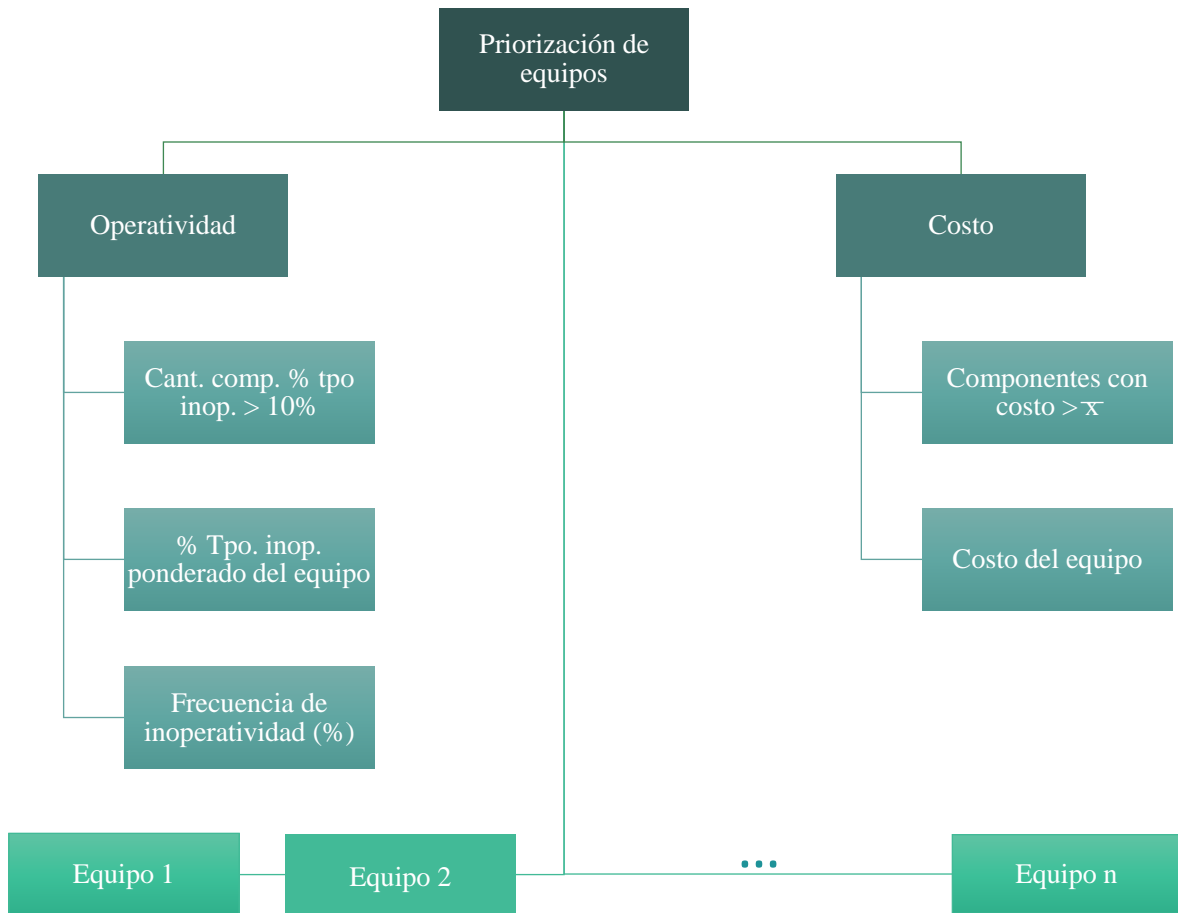 Priorización de
equipos
Operatividad
Costo
Cant. comp. % tpo
inop. > 10%
Componentes con
costo > x̅
% Tpo. inop.
ponderado del equipo
Costo del equipo
Frecuencia de
inoperatividad (%)
Equipo 1
Equipo 2
...
Equipo n